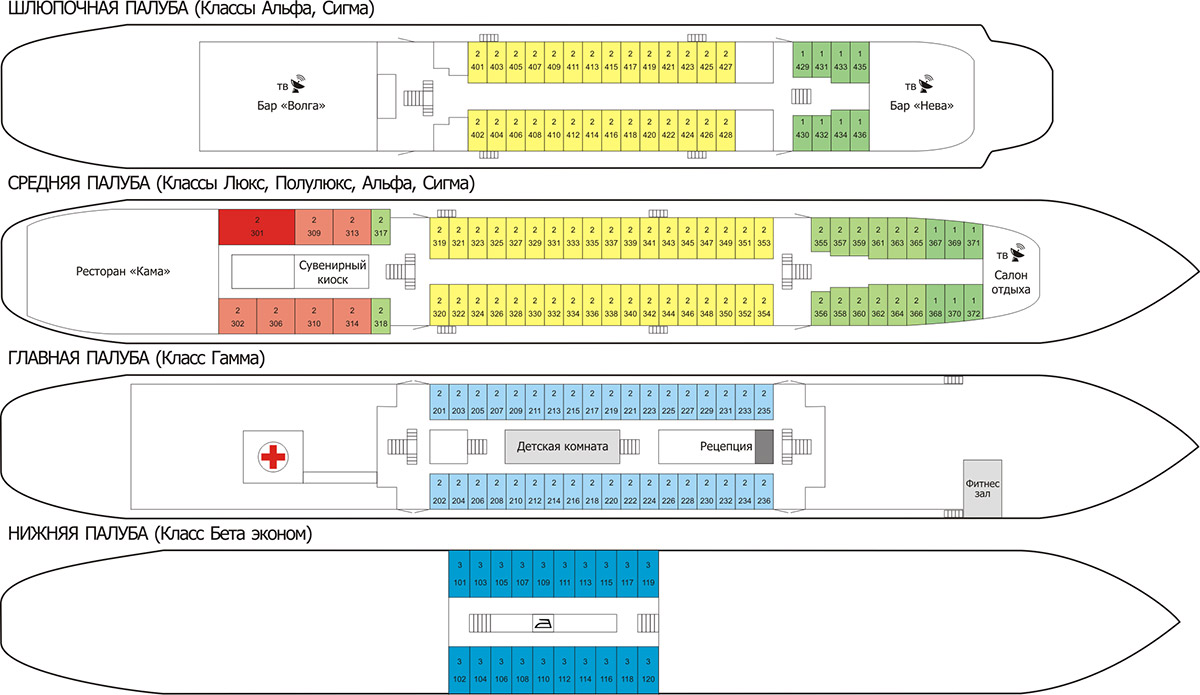 ШЛЮПОЧНАЯ ПАЛУБА (Классы Альфа, Сигма)
2 2 2 2 2 2 2 2 2 2 2 2 2 2 1 1 1 1
401 403 405 407 409 411 413 415 417 419 421 423 425 427 429 431 433 435
ТВ ТВ
Бар «Волга» Бар «Нева»
2 2 2 2 2 2 2 2 2 2 2 2 2 2 1 1 1 1
402 404 406 408 410 412 414 416 418 420 422 424 426 428 430 432 434 436
СРЕДНЯЯ ПАЛУБА (Классы Люкс, Полулюкс, Альфа, Сигма)
2 2 2 2 2 2 2 2 2 2 2 2 2 2 2 2 2 2 2 2 2 2 2 2 2 2 2 2 1 1 1
301 309 313 317 319 321 323 325 327 329 331 333 335 337 339 341 343 345 347 349 351 353 355 357 359 361 363 365 367 369 371
Ресторан «Кама»
Сувенирный
киоск
ТВ
Салон
отдыха
2 2 2 2 2 2 2 2 2 2 2 2 2 2 2 2 2 2 2 2 2 2 2 2 2 2 2 2 2 1 1 1
302 306 310 314 318 320 322 324 326 328 330 332 334 336 338 340 342 344 346 348 350 352 354 356 358 360 362 364 366 368 370 372
ГЛАВНАЯ ПАЛУБА (Класс Гамма)
2 2 2 2 2 2 2 2 2 2 2 2 2 2 2 2 2 2
201 203 205 207 209 211 213 215 217 219 221 223 225 227 229 231 233 235
Детская комната Рецепция
2 2 2 2 2 2 2 2 2 2 2 2 2 2 2 2 2 2
202 204 206 208 210 212 214 216 218 220 222 224 226 228 230 232 234 236
Фитнес
зал
НИЖНЯЯ ПАЛУБА (Класс Бета эконом)
3 3 3 3 3 3 3 3 3 3
101 103 105 107 109 111 113 115 117 119
3 3 3 3 3 3 3 3 3 3
102 104 106 108 110 112 114 116 118 120